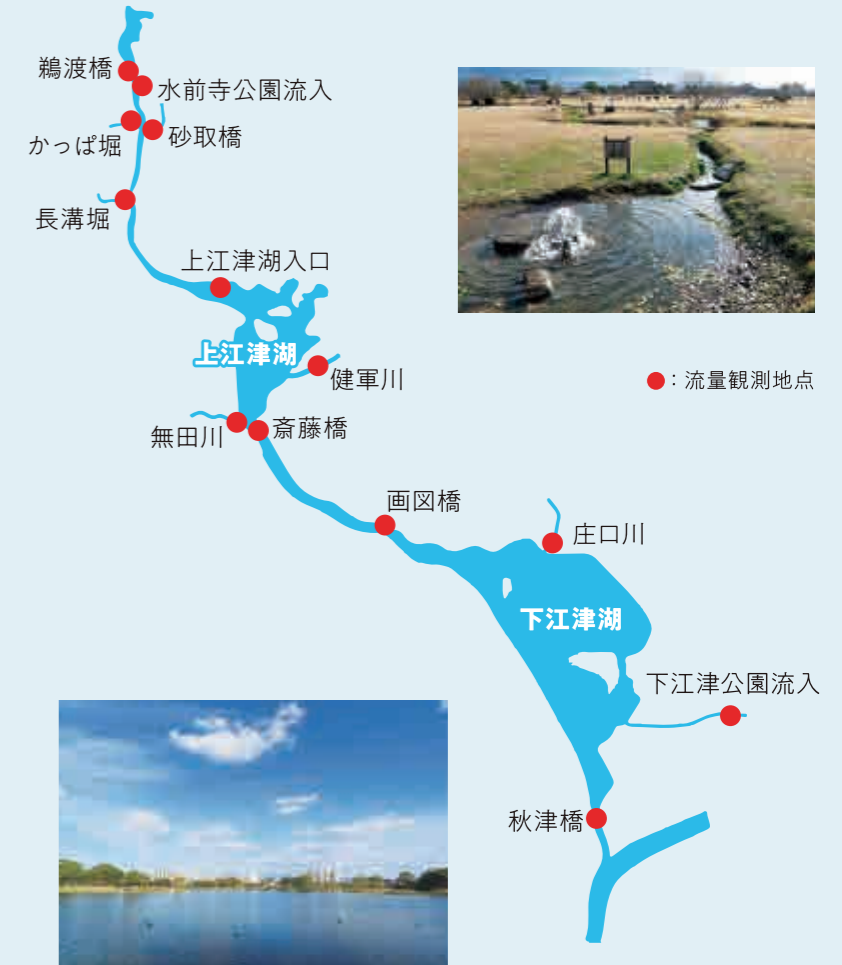 鵜渡橋
水前寺公園流入
かっぱ堀
砂取橋
長溝堀
上江津湖入口
上江津湖
健軍川
●：流量観測地点
無田川
斎藤橋
画図橋
庄口川
下江津湖
下江津公園流入
秋津橋